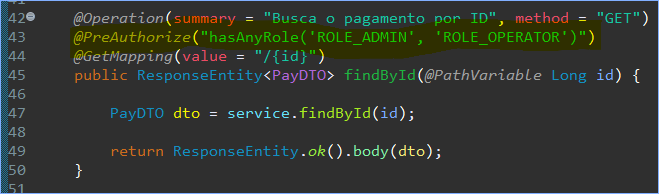 42 @Operation(summary = "Busca o pagamento por ID", method = "GET")
43 @PreAuthorize("hasAnyRole('ROLE_ADMIN', 'ROLE_OPERATOR')")
44 @GetMapping(value = "/{id}")
45 public ResponseEntity<PayDTO> findById(@PathVariable Long id) {
46
47 PayDTO dto = service.findById(id);
48
49 return ResponseEntity.ok().body(dto);
50 }
51